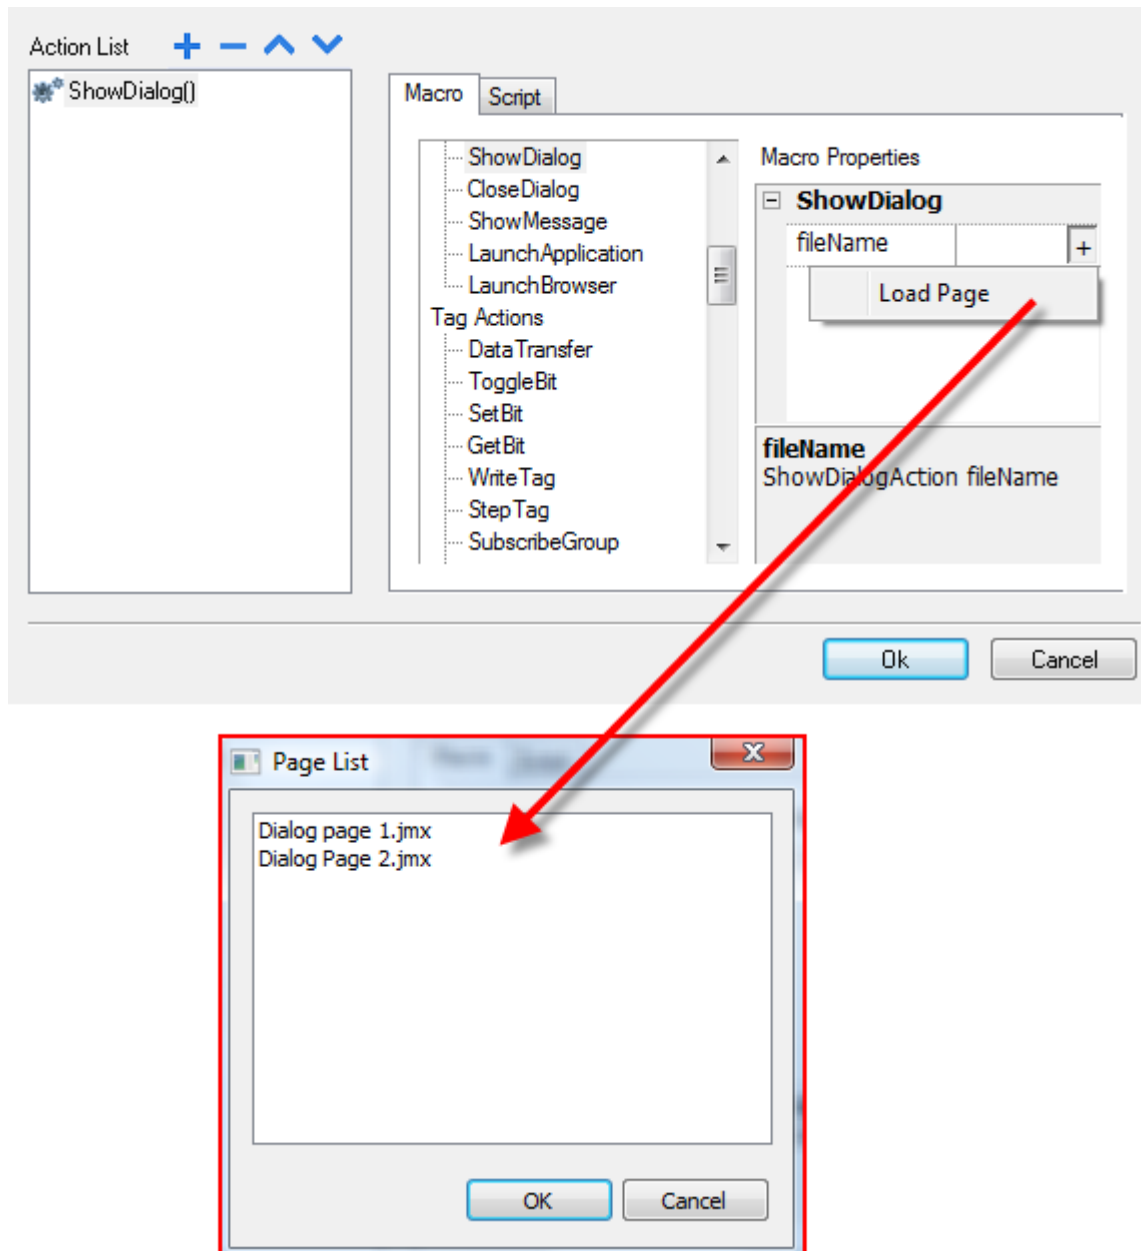 Action List
ShowDialog()
Macro
Script
ShowDialog
CloseDialog
ShowMessage
LaunchApplication
LaunchBrowser
Tag Actions
DataTransfer
ToggleBit
SetBit
GetBit
WriteTag
StepTag
SubscribeGroup
Macro Properties
ShowDialog
fileName
+
Load Page
fileName
ShowDialogAction fileName
Ok
Cancel
Page List
Dialog page 1.jmx
Dialog Page 2.jmx
OK
Cancel